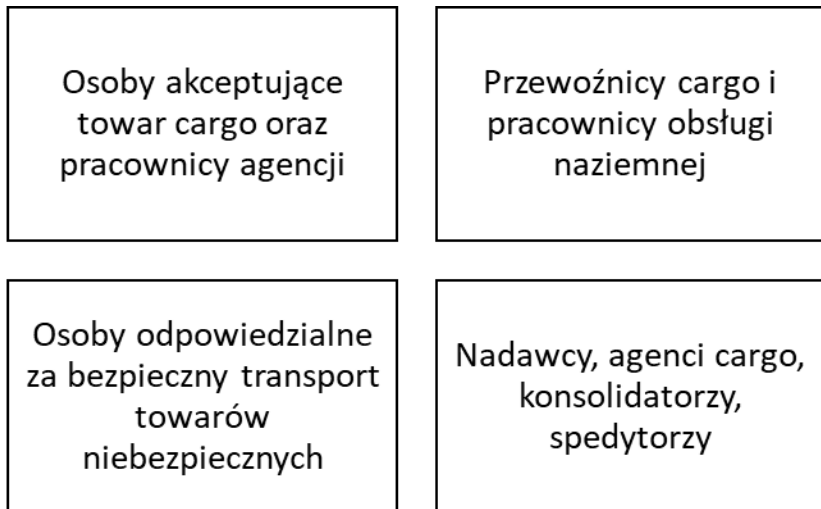 Osoby akceptujące
towar cargo oraz
pracownicy agencji
Przewoźnicy cargo i
pracownicy obsługi
naziemnej
Osoby odpowiedzialne
za bezpieczny transport
towarów
niebezpiecznych
Nadawcy, agenci cargo,
konsolidatorzy,
spedytorzy